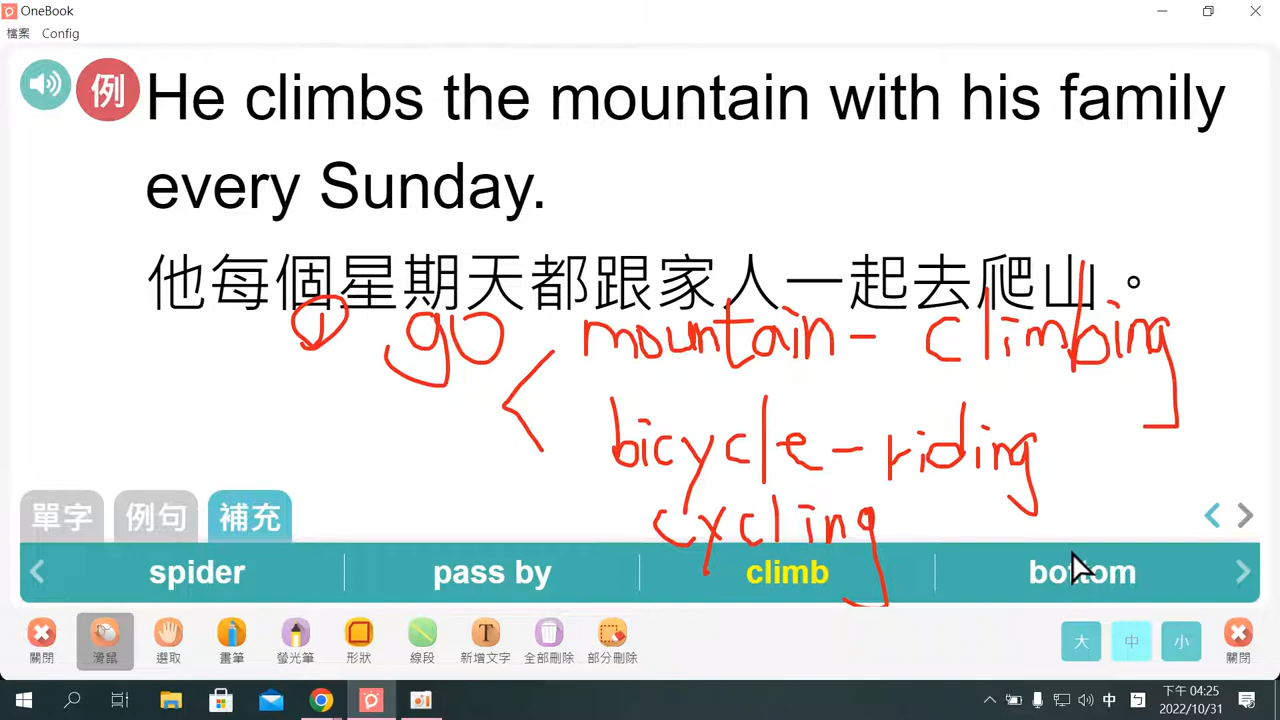 OneBook
檔案 Config
例 He climbs the mountain with his family
every Sunday.
他每個星期天都跟家人一起去爬山。
① go mountain-climbing
bicycle-riding
cycling
單字 例句 補充
spider pass by climb bottom
關閉 滑鼠 選取 畫筆 螢光筆 形狀 線段 新增文字 全部刪除 部分刪除 大 中 小 關閉
中 下午 04:25
2022/10/31